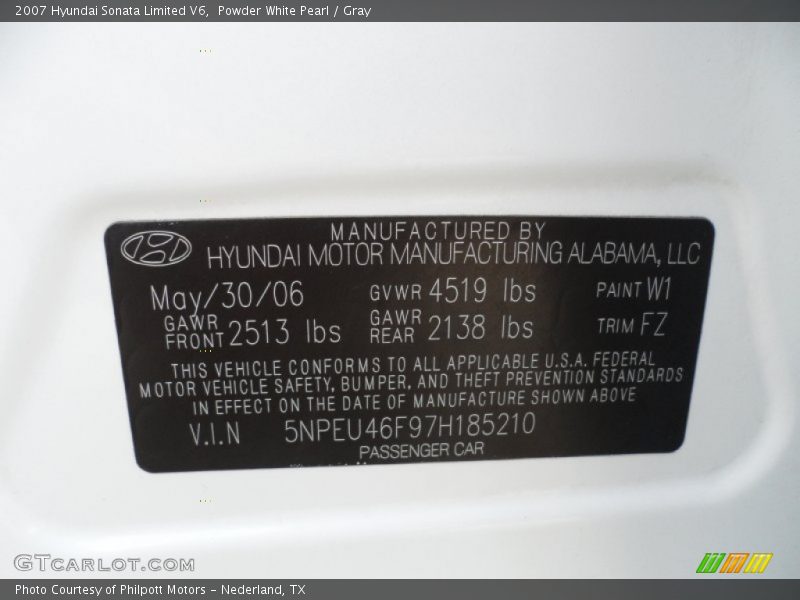 2007 Hyundai Sonata Limited V6,  Powder White Pearl / Gray
MANUFACTURED BY
HYUNDAI MOTOR MANUFACTURING ALABAMA, LLC
May/30/06 GVWR 4519 lbs PAINT W1
GAWR FRONT 2513 lbs GAWR REAR 2138 lbs TRIM FZ
THIS VEHICLE CONFORMS TO ALL APPLICABLE U.S.A. FEDERAL
MOTOR VEHICLE SAFETY, BUMPER, AND THEFT PREVENTION STANDARDS
IN EFFECT ON THE DATE OF MANUFACTURE SHOWN ABOVE
V.I.N 5NPEU46F97H185210
PASSENGER CAR
GTCARLOT.COM
Photo Courtesy of Philpott Motors - Nederland, TX